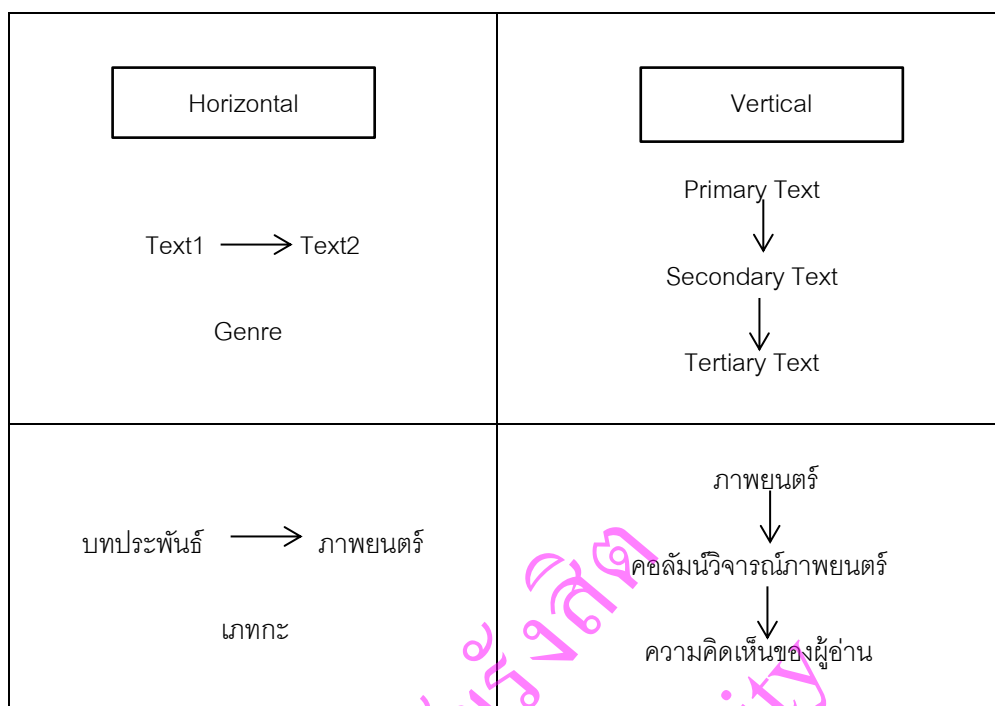 Horizontal
Text1 Text2
Genre
Vertical
Primary Text
Secondary Text
Tertiary Text
บทประพันธ์ ภาพยนตร์
เภทกะ
ภาพยนตร์
คอลัมน์วิจารณ์ภาพยนตร์
ความคิดเห็นของผู้อ่าน